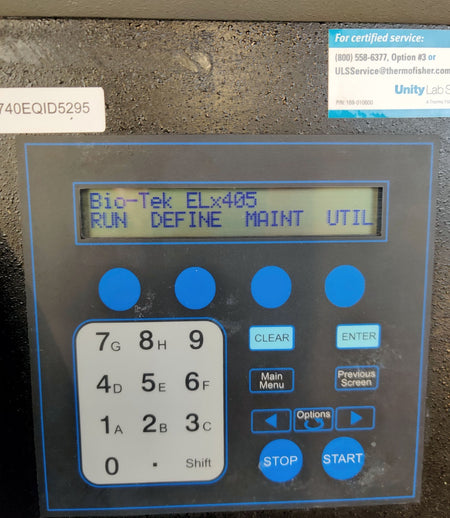 For certified service:
(800) 558-6377, Option #3 or
ULSService@thermofisher.com
Unity Lab S
P/N: 169-010600
740EQID5295
Bio-Tek ELx405
RUN DEFINE MAINT UTIL
7G 8H 9
4D 5E 6F
1A 2B 3C
0 . Shift
CLEAR ENTER
Main Menu
Previous Screen
Options
STOP START